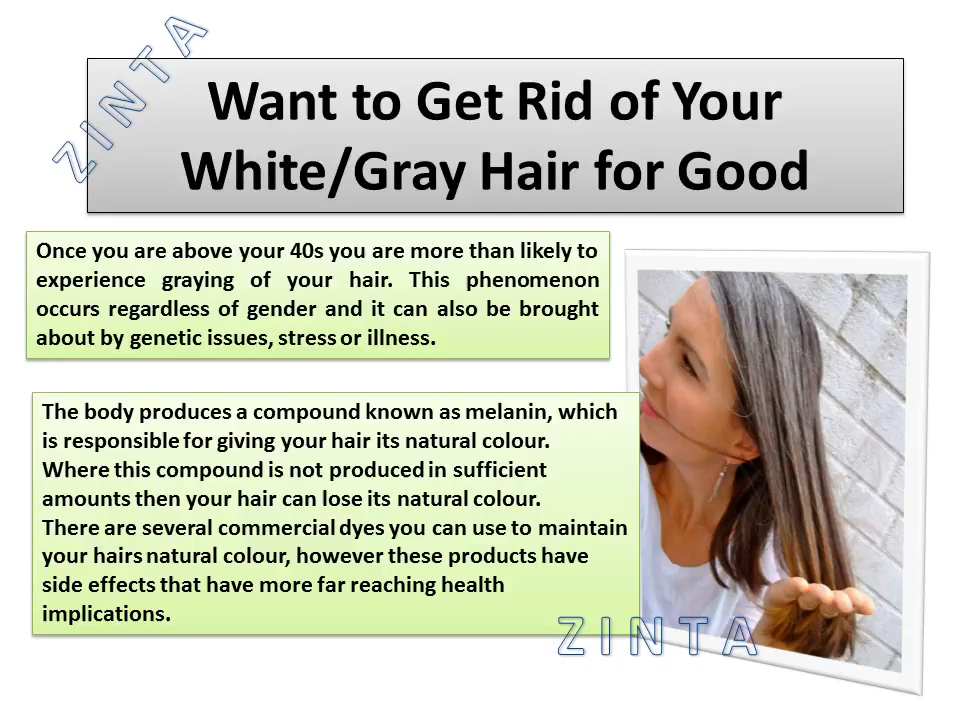 ZINTA
Want to Get Rid of Your
White/Gray Hair for Good
Once you are above your 40s you are more than likely to
experience graying of your hair. This phenomenon
occurs regardless of gender and it can also be brought
about by genetic issues, stress or illness.
The body produces a compound known as melanin, which
is responsible for giving your hair its natural colour.
Where this compound is not produced in sufficient
amounts then your hair can lose its natural colour.
There are several commercial dyes you can use to maintain
your hairs natural colour, however these products have
side effects that have more far reaching health
implications.
ZINTA